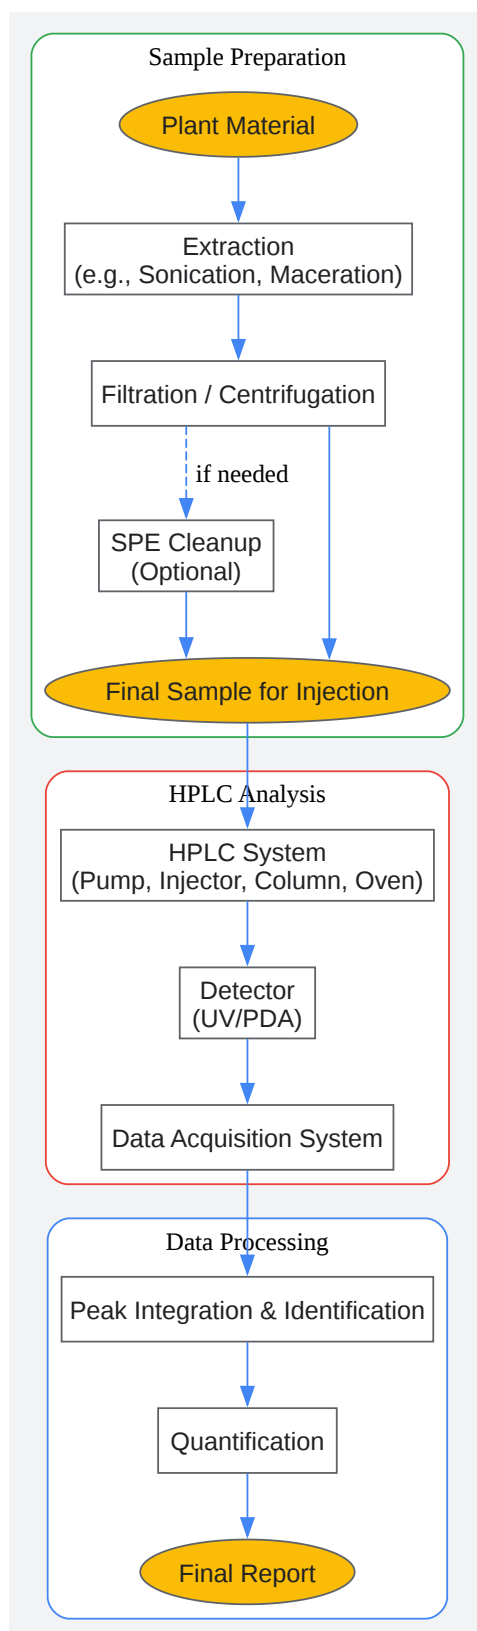 Sample Preparation
Plant Material
Extraction
(e.g., Sonication, Maceration)
Filtration / Centrifugation
if needed
SPE Cleanup
(Optional)
Final Sample for Injection
HPLC Analysis
HPLC System
(Pump, Injector, Column, Oven)
Detector
(UV/PDA)
Data Acquisition System
Data Processing
Peak Integration & Identification
Quantification
Final Report